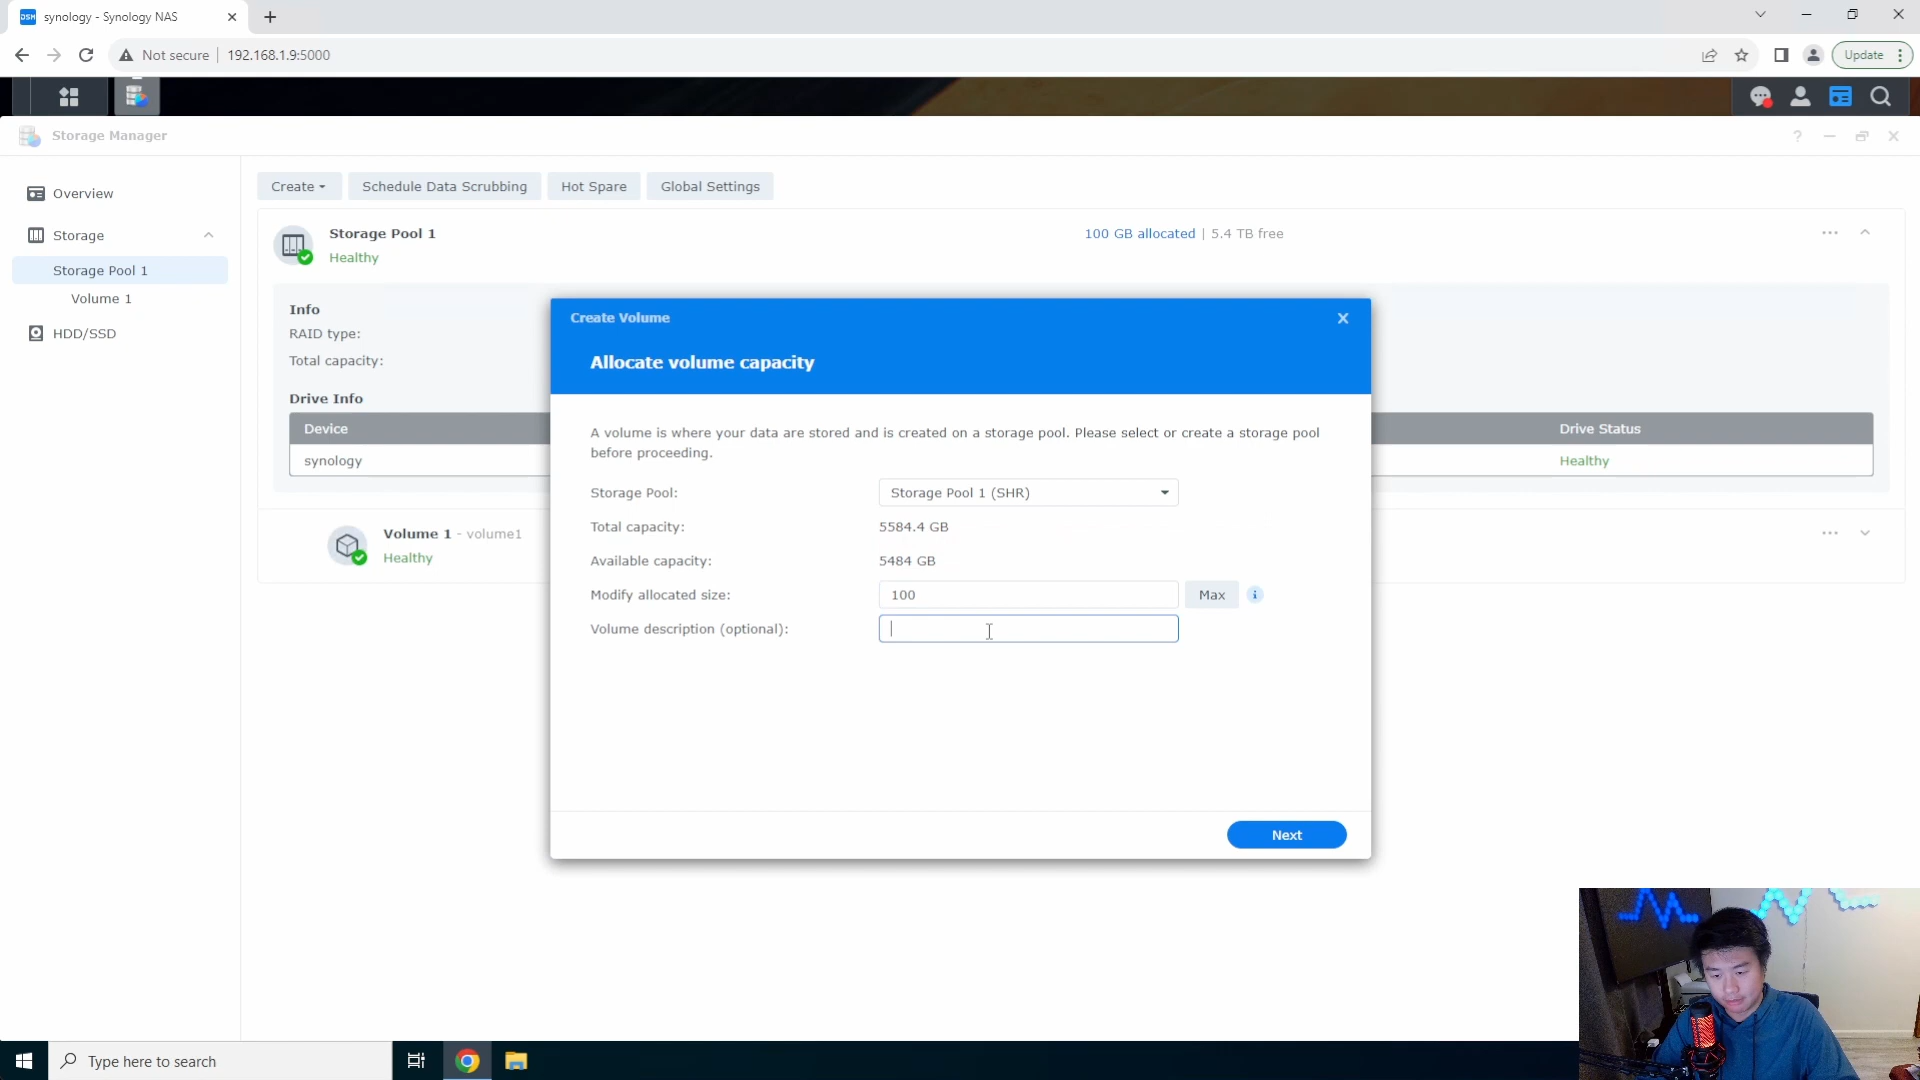 synology - Synology NAS
Not secure
192.168.1.9:5000
Update
Storage Manager
Overview
Storage
Storage Pool 1
Volume 1
HDD/SSD
Create
Schedule Data Scrubbing
Hot Spare
Global Settings
Storage Pool 1
Healthy
100 GB allocated | 5.4 TB free
Info
RAID type:
Total capacity:
Drive Info
Device
Drive Status
synology
Healthy
Volume 1 - volume1
Healthy
Create Volume
Allocate volume capacity
A volume is where your data are stored and is created on a storage pool. Please select or create a storage pool
before proceeding.
Storage Pool:
Storage Pool 1 (SHR)
Total capacity:
5584.4 GB
Available capacity:
5484 GB
Modify allocated size:
100
Max
Volume description (optional):
Next
Type here to search